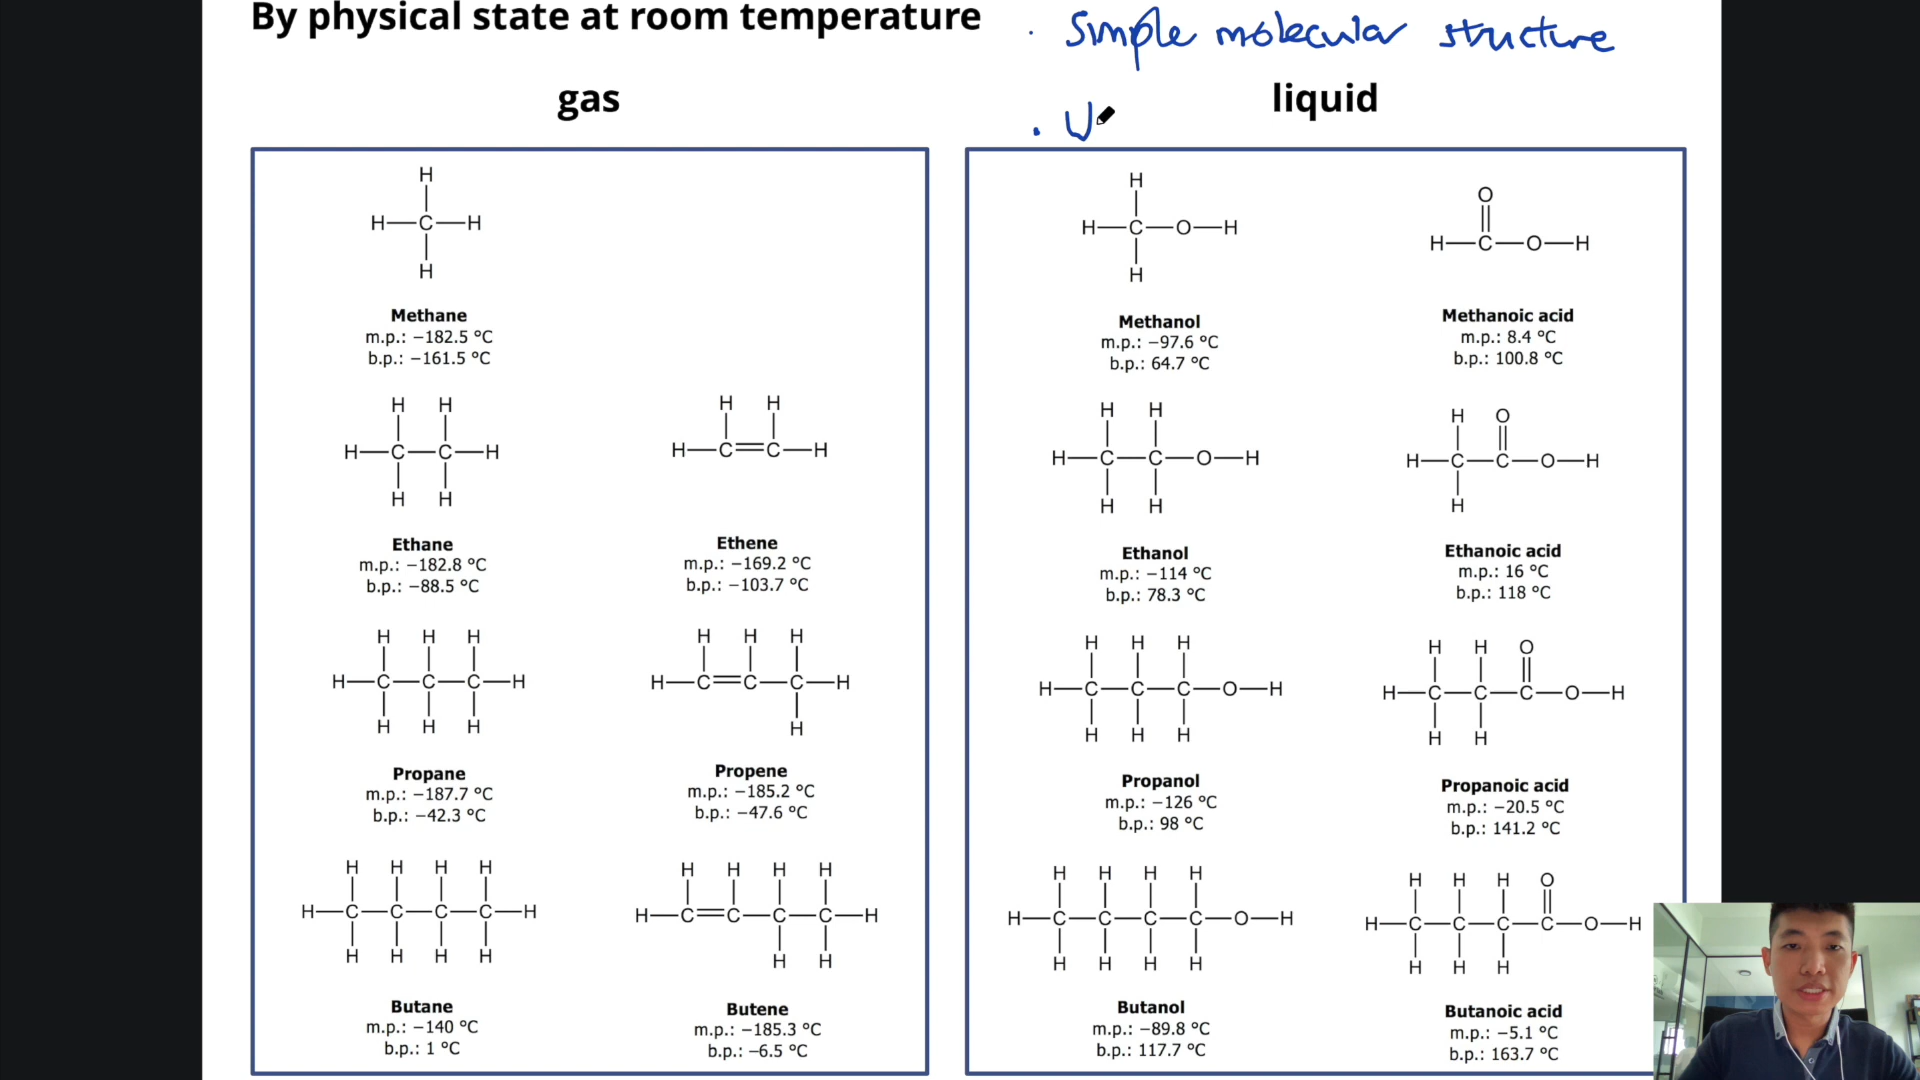 By physical state at room temperature
· Simple molecular structure
gas
liquid
·
H
H—C—H
H
Methane
m.p.: −182.5 °C
b.p.: −161.5 °C
H
H—C—O—H
H
Methanol
m.p.: −97.6 °C
b.p.: 64.7 °C
O
H—C—O—H
Methanoic acid
m.p.: 8.4 °C
b.p.: 100.8 °C
H H
H—C—C—H
H H
Ethane
m.p.: −182.8 °C
b.p.: −88.5 °C
H H
H—C=C—H
Ethene
m.p.: −169.2 °C
b.p.: −103.7 °C
H H
H—C—C—O—H
H H
Ethanol
m.p.: −114 °C
b.p.: 78.3 °C
H O
H—C—C—O—H
H
Ethanoic acid
m.p.: 16 °C
b.p.: 118 °C
H H H
H—C—C—C—H
H H H
Propane
m.p.: −187.7 °C
b.p.: −42.3 °C
H H H
H—C=C—C—H
H
Propene
m.p.: −185.2 °C
b.p.: −47.6 °C
H H H
H—C—C—C—O—H
H H H
Propanol
m.p.: −126 °C
b.p.: 98 °C
H H O
H—C—C—C—O—H
H H
Propanoic acid
m.p.: −20.5 °C
b.p.: 141.2 °C
H H H H
H—C—C—C—C—H
H H H H
Butane
m.p.: −140 °C
b.p.: 1 °C
H H H H
H—C=C—C—C—H
H H
Butene
m.p.: −185.3 °C
b.p.: −6.5 °C
H H H H
H—C—C—C—C—O—H
H H H H
Butanol
m.p.: −89.8 °C
b.p.: 117.7 °C
H H H O
H—C—C—C—C—O—H
H H H
Butanoic acid
m.p.: −5.1 °C
b.p.: 163.7 °C